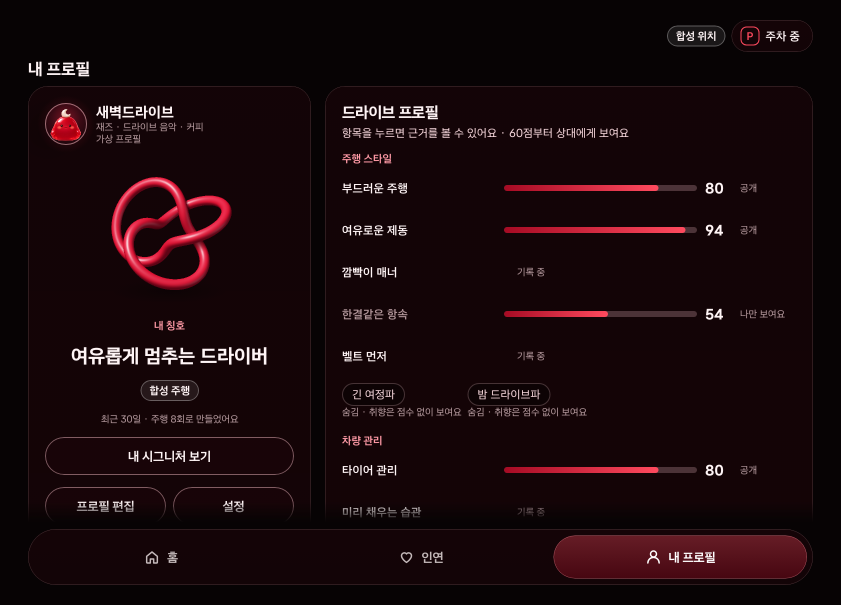 합성 위치
P 주차 중
내 프로필
새벽드라이브
재즈 · 드라이브 음악 · 커피
가상 프로필
내 칭호
여유롭게 멈추는 드라이버
합성 주행
최근 30일 · 주행 8회로 만들었어요
내 시그니처 보기
프로필 편집
설정
드라이브 프로필
항목을 누르면 근거를 볼 수 있어요 · 60점부터 상대에게 보여요
주행 스타일
부드러운 주행 80 공개
여유로운 제동 94 공개
깜빡이 매너 기록 중
한결같은 항속 54 나만 보여요
벨트 먼저 기록 중
긴 여정파 밤 드라이브파
숨김 · 취향은 점수 없이 보여요 숨김 · 취향은 점수 없이 보여요
차량 관리
타이어 관리 80 공개
미리 채우는 습관 기록 중
홈
인연
내 프로필